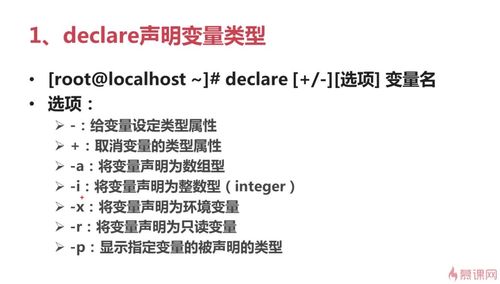 1、declare声明变量类型
• [root@localhost ~]# declare [+/-][选项] 变量名
• 选项：
➢ -：给变量设定类型属性
➢ +：取消变量的类型属性
➢ -a：将变量声明为数组型
➢ -i：将变量声明为整数型（integer）
➢ -x：将变量声明为环境变量
➢ -r：将变量声明为只读变量
➢ -p：显示指定变量的被声明的类型
慕课网